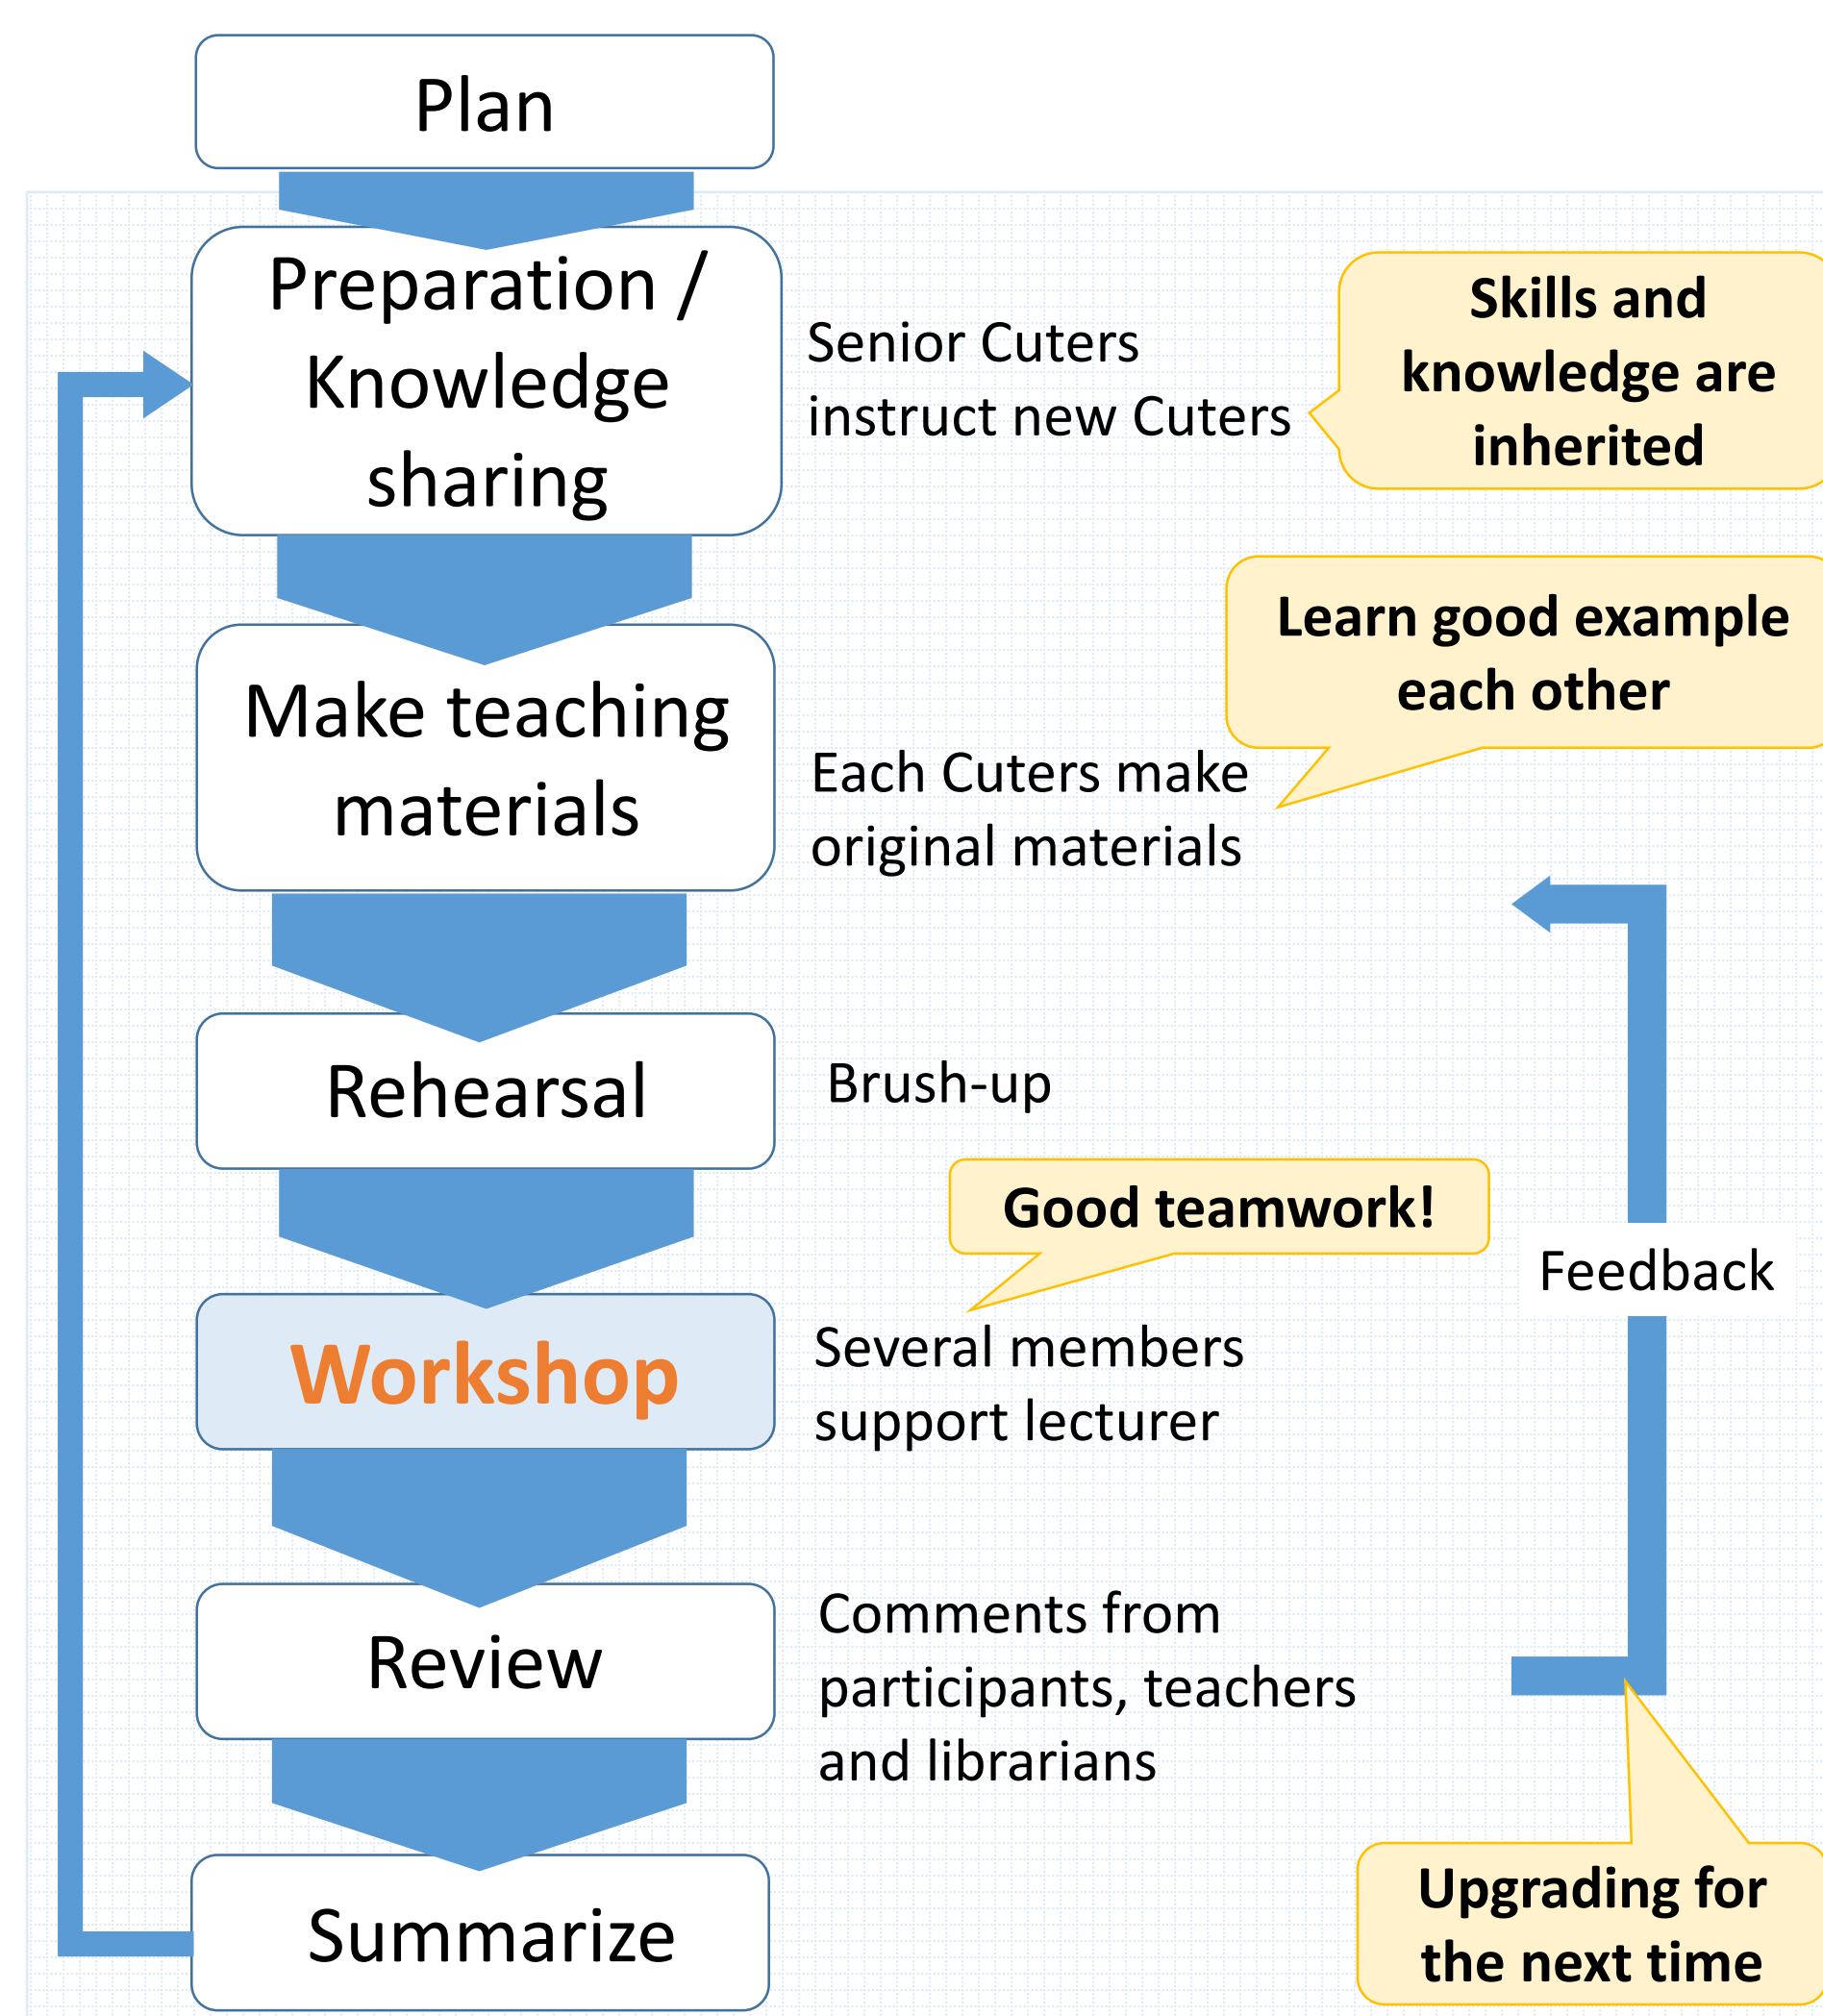 Plan
Preparation /
Knowledge
sharing
Senior Cuters
instruct new Cuters
Skills and
knowledge are
inherited
Learn good example
each other
Make teaching
materials
Each Cuters make
original materials
Rehearsal
Brush-up
Good teamwork!
Feedback
Workshop
Several members
support lecturer
Review
Comments from
participants, teachers
and librarians
Summarize
Upgrading for
the next time